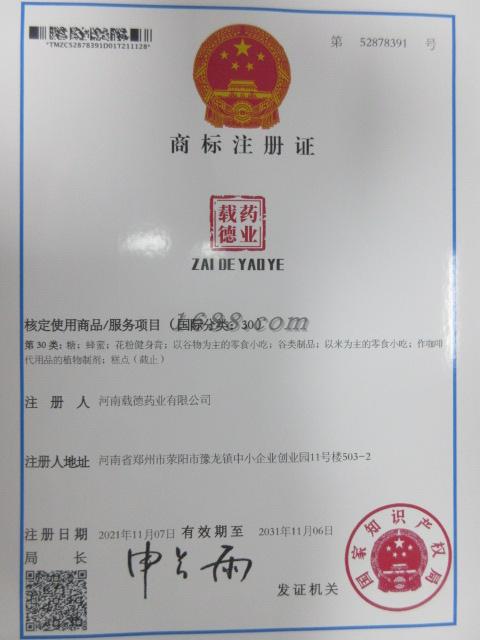 *TMZC52878391D01T211128*
第 52878391 号
商标注册证
载药
德业
ZAI DE YAO YE
核定使用商品/服务项目(国际分类:30)
1688.com
第30类:糖;蜂蜜;花粉健身膏;以谷物为主的零食小吃;谷类制品;以米为主的零食小吃;作咖啡
代用品的植物制剂;糕点(截止)
注 册 人 河南载德药业有限公司
注册人地址 河南省郑州市荥阳市豫龙镇中小企业创业园11号楼503-2
注册日期 2021年11月07日 有效期至 2031年11月06日
局 长 申长雨
发证机关
国家知识产权局